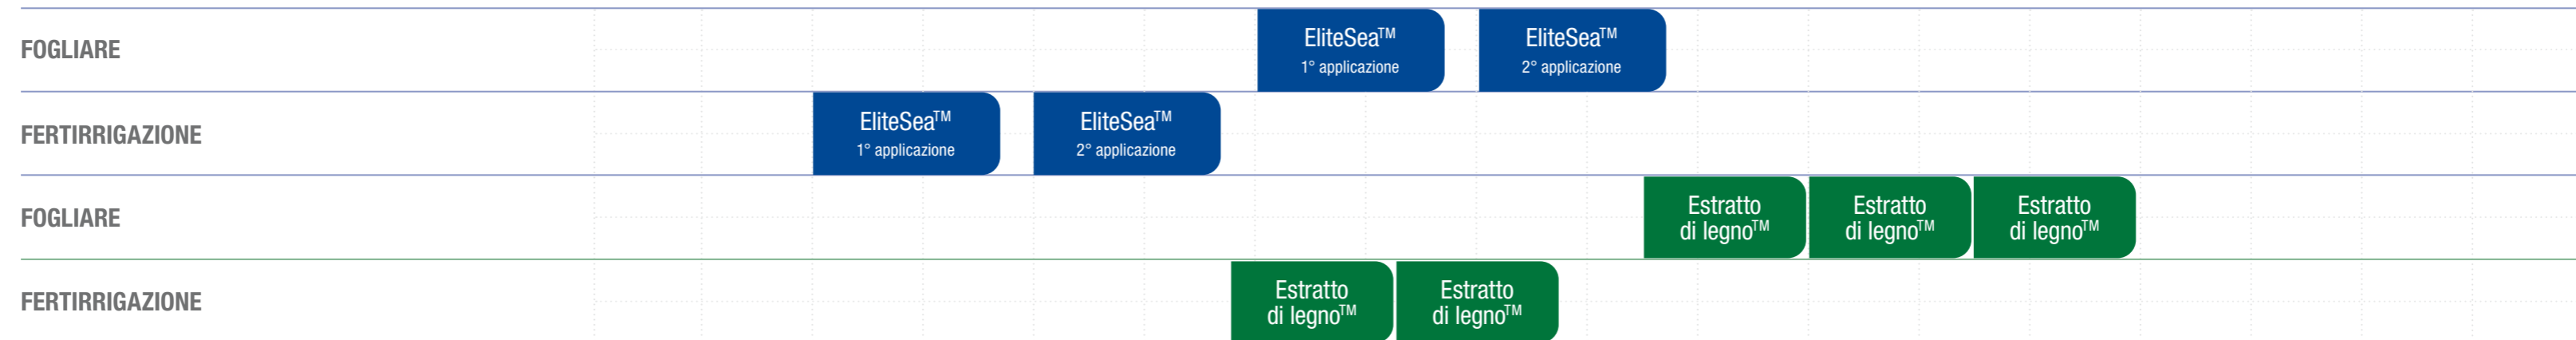 FOGLIARE
EliteSea™
1° applicazione
EliteSea™
2° applicazione
FERTIRRIGAZIONE
EliteSea™
1° applicazione
EliteSea™
2° applicazione
FOGLIARE
Estratto
di legno™
Estratto
di legno™
Estratto
di legno™
FERTIRRIGAZIONE
Estratto
di legno™
Estratto
di legno™